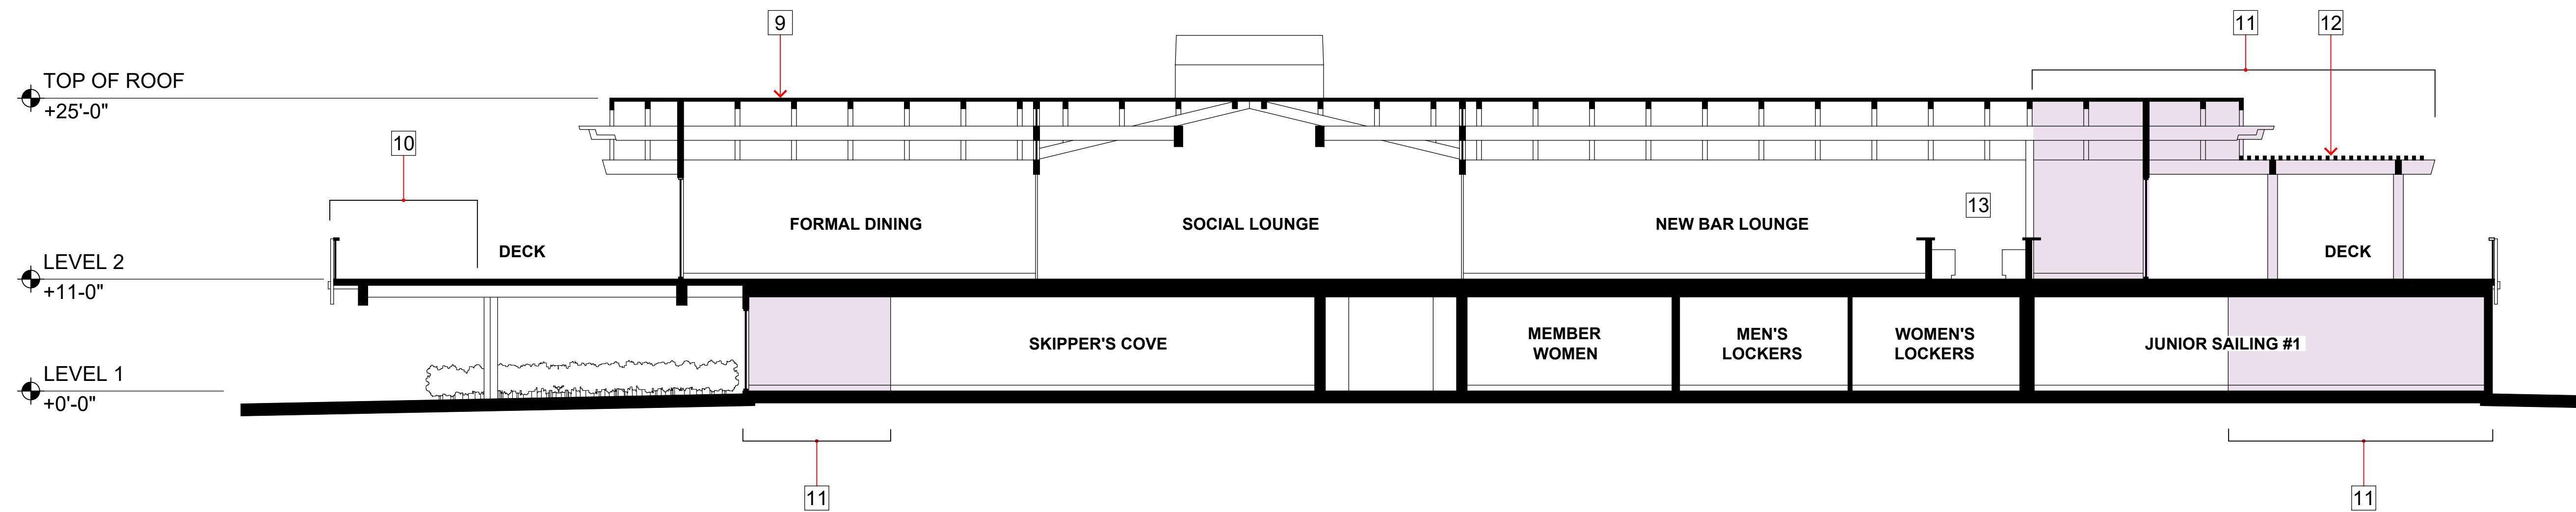 9
11
12
TOP OF ROOF
+25'-0"
10
13
FORMAL DINING
SOCIAL LOUNGE
NEW BAR LOUNGE
DECK
DECK
LEVEL 2
+11-0"
MEMBER
WOMEN
MEN'S
LOCKERS
WOMEN'S
LOCKERS
SKIPPER'S COVE
JUNIOR SAILING #1
LEVEL 1
+0'-0"
11
11